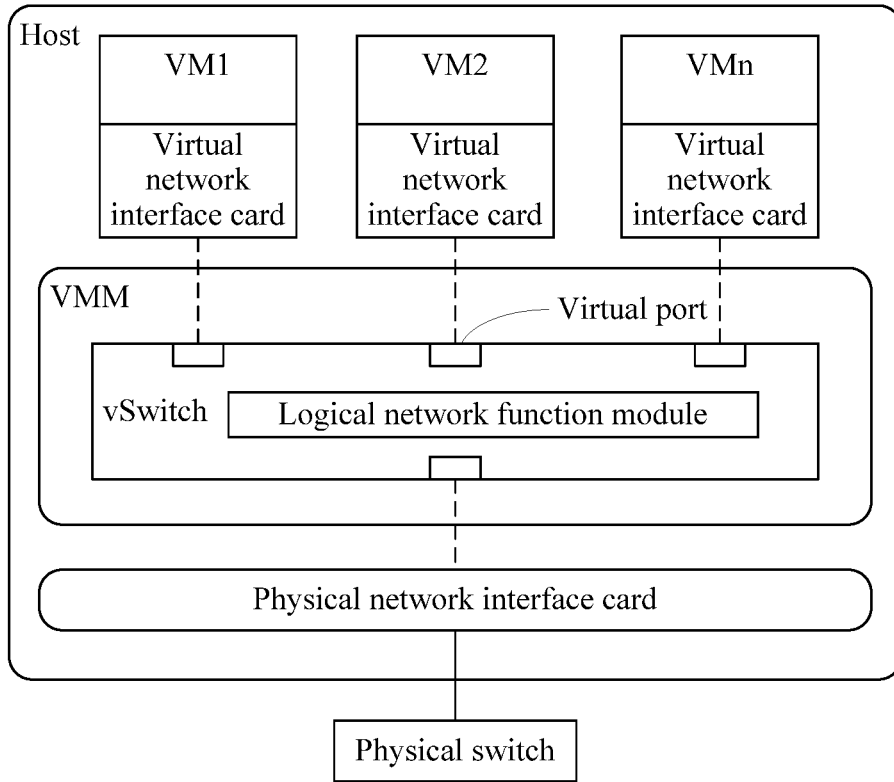 Host
VM1
VM2
VMn
Virtual
network
interface card
Virtual
network
interface card
Virtual
network
interface card
VMM
Virtual port
vSwitch
Logical network function module
Physical network interface card
Physical switch